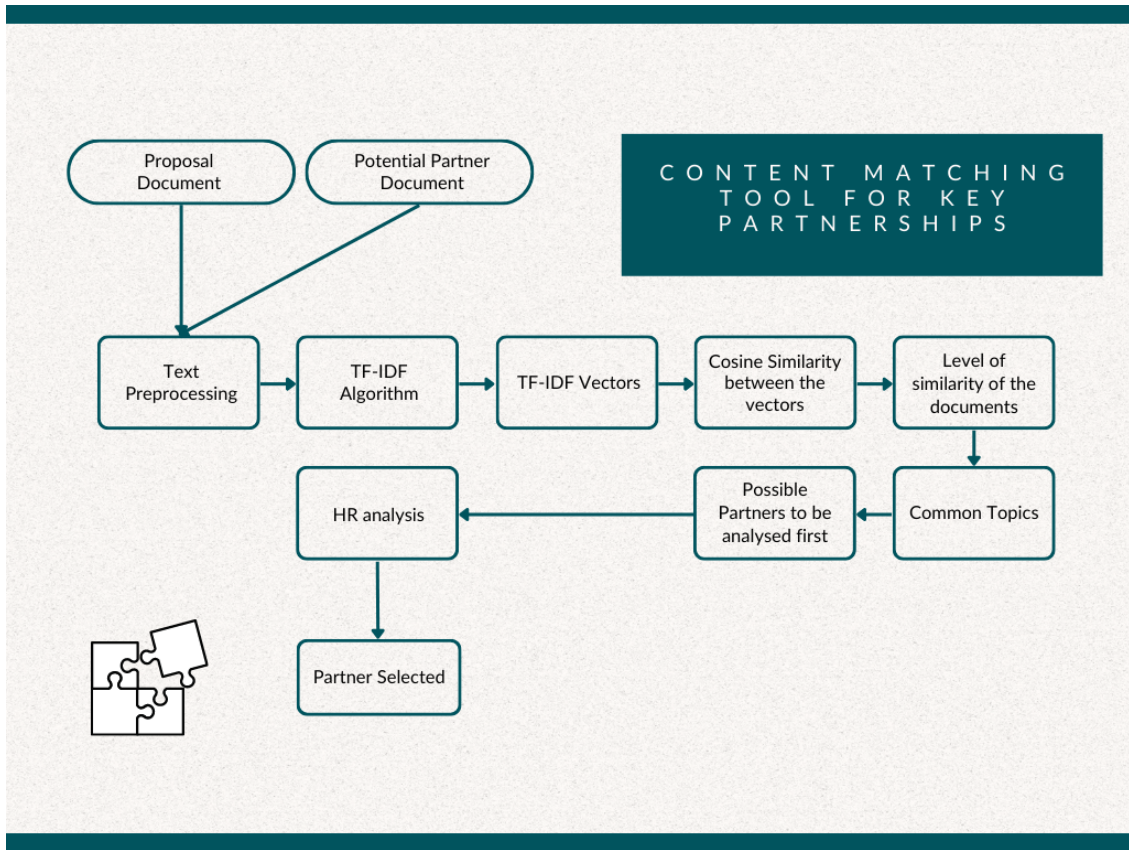 Proposal
Document
Potential Partner
Document
CONTENT MATCHING
TOOL FOR KEY
PARTNERSHIPS
Text
Preprocessing
TF-IDF
Algorithm
TF-IDF Vectors
Cosine Similarity
between the
vectors
Level of
similarity of the
documents
HR analysis
Possible
Partners to be
analysed first
Common Topics
Partner Selected